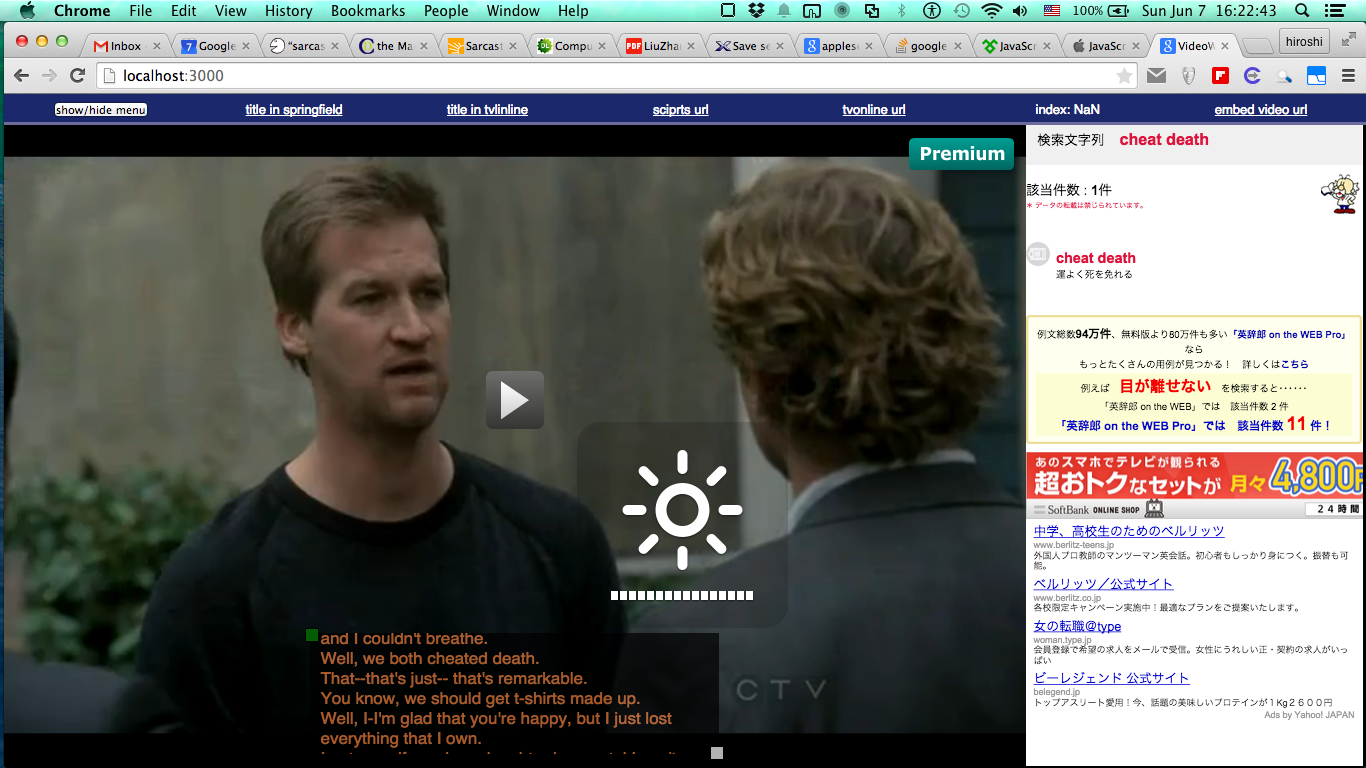 Chrome File Edit View History Bookmarks People Window Help 100% Sun Jun 7 16:22:43
Inbox Google "sarcas the Ma Sarcast Compu LiuZhar Save se applesc google JavaScr JavaScr VideoW hiroshi
localhost:3000
show/hide menu title in springfield title in tvlinline sciprts url tvonline url index: NaN embed video url
Premium
and I couldn't breathe.
Well, we both cheated death.
That--that's just-- that's remarkable.
You know, we should get t-shirts made up.
Well, I-I'm glad that you're happy, but I just lost
everything that I own.
CTV
検索文字列 cheat death
該当件数 : 1件
＊ データの転載は禁じられています。
cheat death
運よく死を免れる
例文総数94万件、無料版より80万件も多い「英辞郎 on the WEB Pro」
なら
もっとたくさんの用例が見つかる！ 詳しくはこちら
例えば 目が離せない を検索すると‥‥‥
「英辞郎 on the WEB」では 該当件数 2 件
「英辞郎 on the WEB Pro」では 該当件数 11 件！
あのスマホでテレビが観られる
超おトクなセットが 月々4,800円
SoftBank ONLINE SHOP 24時間
中学、高校生のためのベルリッツ
www.berlitz-teens.jp
外国人プロ教師のマンツーマン英会話。初心者もしっかり身につく。振替も可
能。
ベルリッツ／公式サイト
www.berlitz.co.jp
各校限定キャンペーン実施中！最適なプランをご提案いたします。
女の転職@type
woman.type.jp
会員登録で希望の求人をメールで受信。女性にうれしい正・契約の求人がいっ
ぱい
ビーレジェンド 公式サイト
belegend.jp
トップアスリート愛用！今、話題の美味しいプロテインが１Kg２６００円
Ads by Yahoo! JAPAN